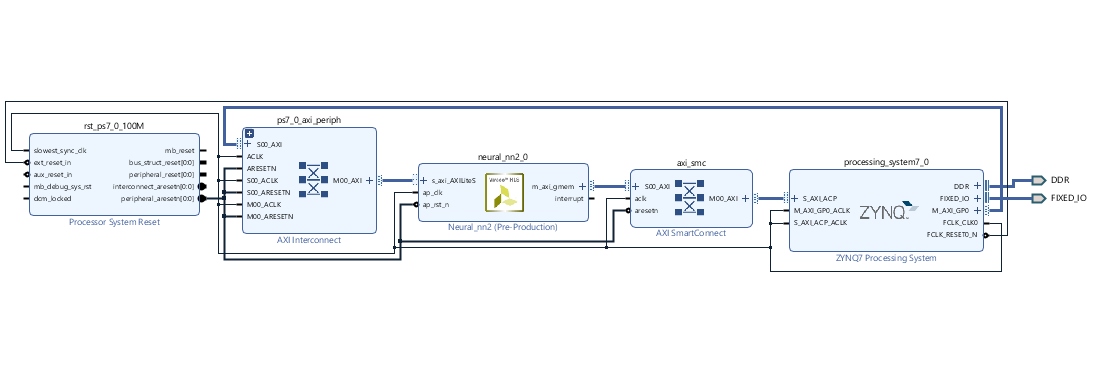 rst_ps7_0_100M
slowest_sync_clk
ext_reset_in
aux_reset_in
mb_debug_sys_rst
dcm_locked
mb_reset
bus_struct_reset[0:0]
peripheral_reset[0:0]
interconnect_aresetn[0:0]
peripheral_aresetn[0:0]
Processor System Reset
ps7_0_axi_periph
S00_AXI
ACLK
ARESETN
S00_ACLK
S00_ARESETN
M00_ACLK
M00_ARESETN
M00_AXI
AXI Interconnect
neural_nn2_0
s_axi_AXILiteS
ap_clk
ap_rst_n
m_axi_gmem
interrupt
Neural_nn2 (Pre-Production)
axi_smc
S00_AXI
aclk
aresetn
M00_AXI
AXI SmartConnect
processing_system7_0
S_AXI_ACP
M_AXI_GP0_ACLK
S_AXI_ACP_ACLK
ZYNQ
DDR
FIXED_IO
M_AXI_GP0
FCLK_CLK0
FCLK_RESET0_N
ZYNQ7 Processing System
DDR
FIXED_IO